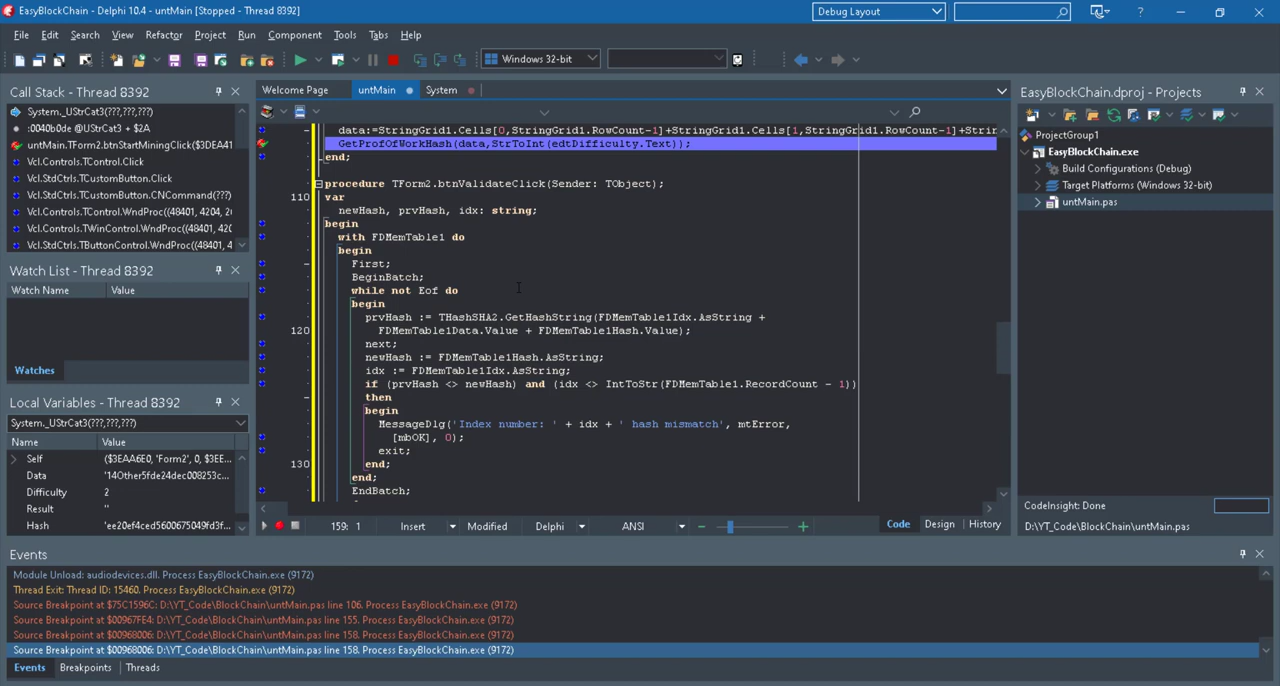 EasyBlockChain - Delphi 10.4 - untMain [Stopped - Thread 8392]
Debug Layout
File Edit Search View Refactor Project Run Component Tools Tabs Help
Windows 32-bit
Call Stack - Thread 8392
System._UStrCat3(???,???,???)
:0040b0de @UStrCat3 + $2A
untMain.TForm2.btnStartMiningClick($3DEA41
Vcl.Controls.TControl.Click
Vcl.StdCtrls.TCustomButton.Click
Vcl.StdCtrls.TCustomButton.CNCommand(???)
Vcl.Controls.TControl.WndProc((48401, 4204, 2(
Vcl.Controls.TWinControl.WndProc((48401, 4
Vcl.StdCtrls.TButtonControl.WndProc((48401, 4
Watch List - Thread 8392
Watch Name Value
Watches
Local Variables - Thread 8392
System._UStrCat3(???,???,???)
Name Value
Self ($3EAA6E0, 'Form2', 0, $3EE...
Data '14Other5fde24dec008253c...
Difficulty 2
Result ''
Hash 'ee20ef4ced5600675049fd3f...
Welcome Page untMain System
data:=StringGrid1.Cells[0,StringGrid1.RowCount-1]+StringGrid1.Cells[1,StringGrid1.RowCount-1]+Strin
GetProfOfWorkHash(data,StrToInt(edtDifficulty.Text));
end;
procedure TForm2.btnValidateClick(Sender: TObject);
110 var
newHash, prvHash, idx: string;
begin
with FDMemTable1 do
begin
First;
BeginBatch;
while not Eof do
begin
prvHash := THashSHA2.GetHashString(FDMemTable1Idx.AsString +
120 FDMemTable1Data.Value + FDMemTable1Hash.Value);
next;
newHash := FDMemTable1Hash.AsString;
idx := FDMemTable1Idx.AsString;
if (prvHash <> newHash) and (idx <> IntToStr(FDMemTable1.RecordCount - 1))
then
begin
MessageDlg('Index number: ' + idx + ' hash mismatch', mtError,
[mbOK], 0);
exit;
130 end;
end;
EndBatch;
159: 1 Insert Modified Delphi ANSI Code Design History
EasyBlockChain.dproj - Projects
ProjectGroup1
EasyBlockChain.exe
Build Configurations (Debug)
Target Platforms (Windows 32-bit)
untMain.pas
CodeInsight: Done
D:\YT_Code\BlockChain\untMain.pas
Events
Module Unload: audiodevices.dll. Process EasyBlockChain.exe (9172)
Thread Exit: Thread ID: 15460. Process EasyBlockChain.exe (9172)
Source Breakpoint at $75C1596C: D:\YT_Code\BlockChain\untMain.pas line 106. Process EasyBlockChain.exe (9172)
Source Breakpoint at $00967FE4: D:\YT_Code\BlockChain\untMain.pas line 155. Process EasyBlockChain.exe (9172)
Source Breakpoint at $00968006: D:\YT_Code\BlockChain\untMain.pas line 158. Process EasyBlockChain.exe (9172)
Source Breakpoint at $00968006: D:\YT_Code\BlockChain\untMain.pas line 158. Process EasyBlockChain.exe (9172)
Events Breakpoints Threads